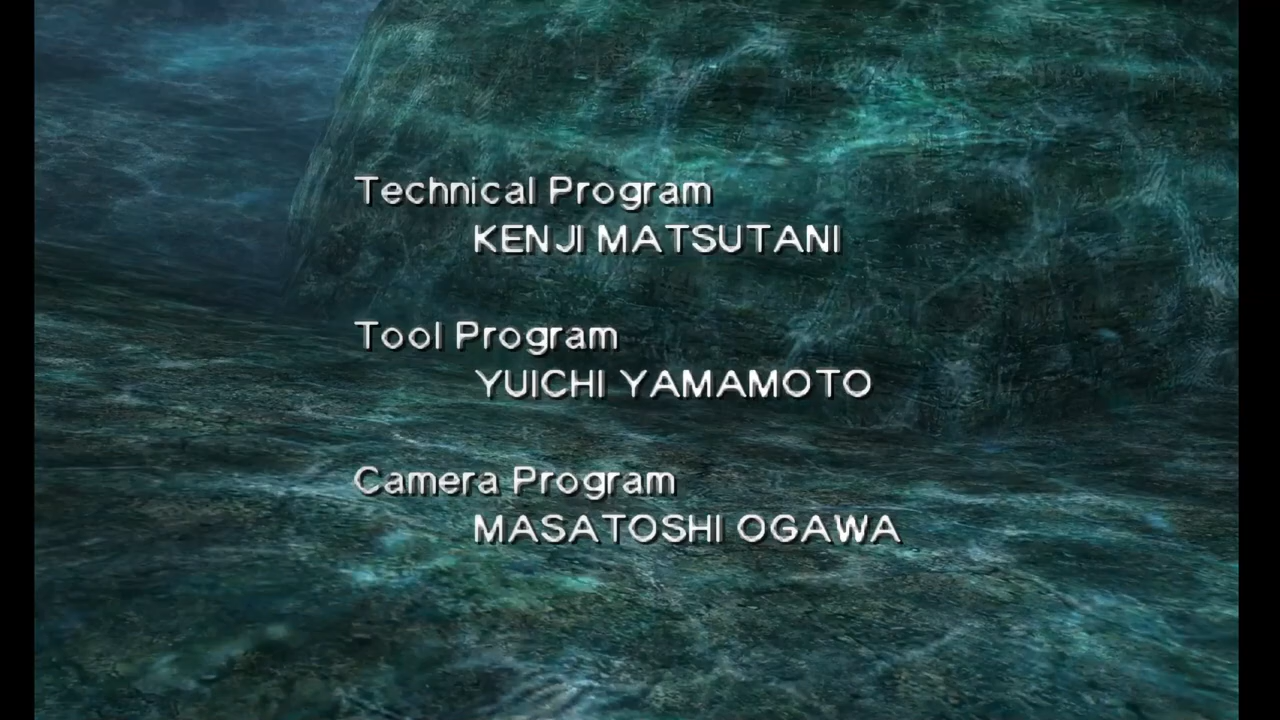 Technical Program
KENJI MATSUTANI
Tool Program
YUICHI YAMAMOTO
Camera Program
MASATOSHI OGAWA